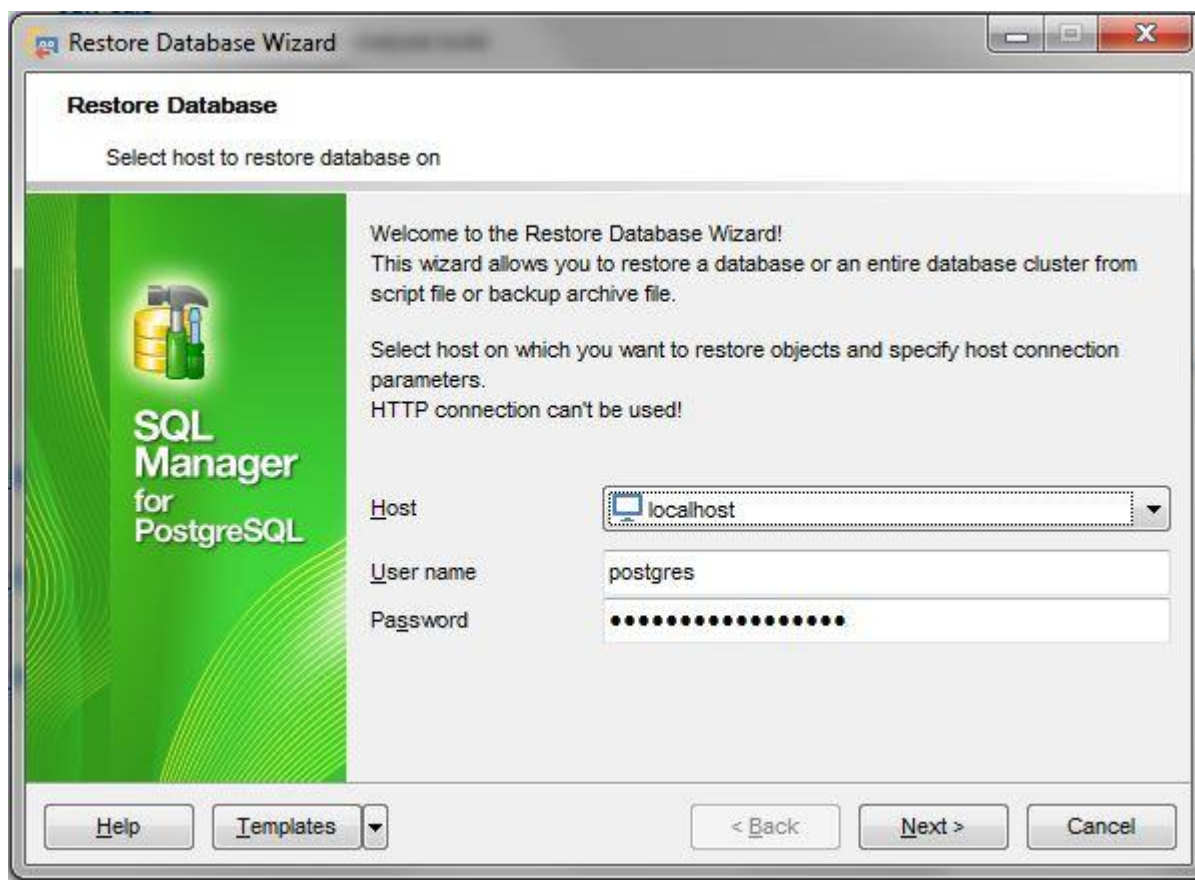 Restore Database Wizard
Restore Database
Select host to restore database on
Welcome to the Restore Database Wizard!
This wizard allows you to restore a database or an entire database cluster from
script file or backup archive file.
Select host on which you want to restore objects and specify host connection
parameters.
HTTP connection can't be used!
SQL
Manager
for
PostgreSQL
Host
localhost
User name
postgres
Password
•••••••••••••••••
Help
Templates
< Back
Next >
Cancel